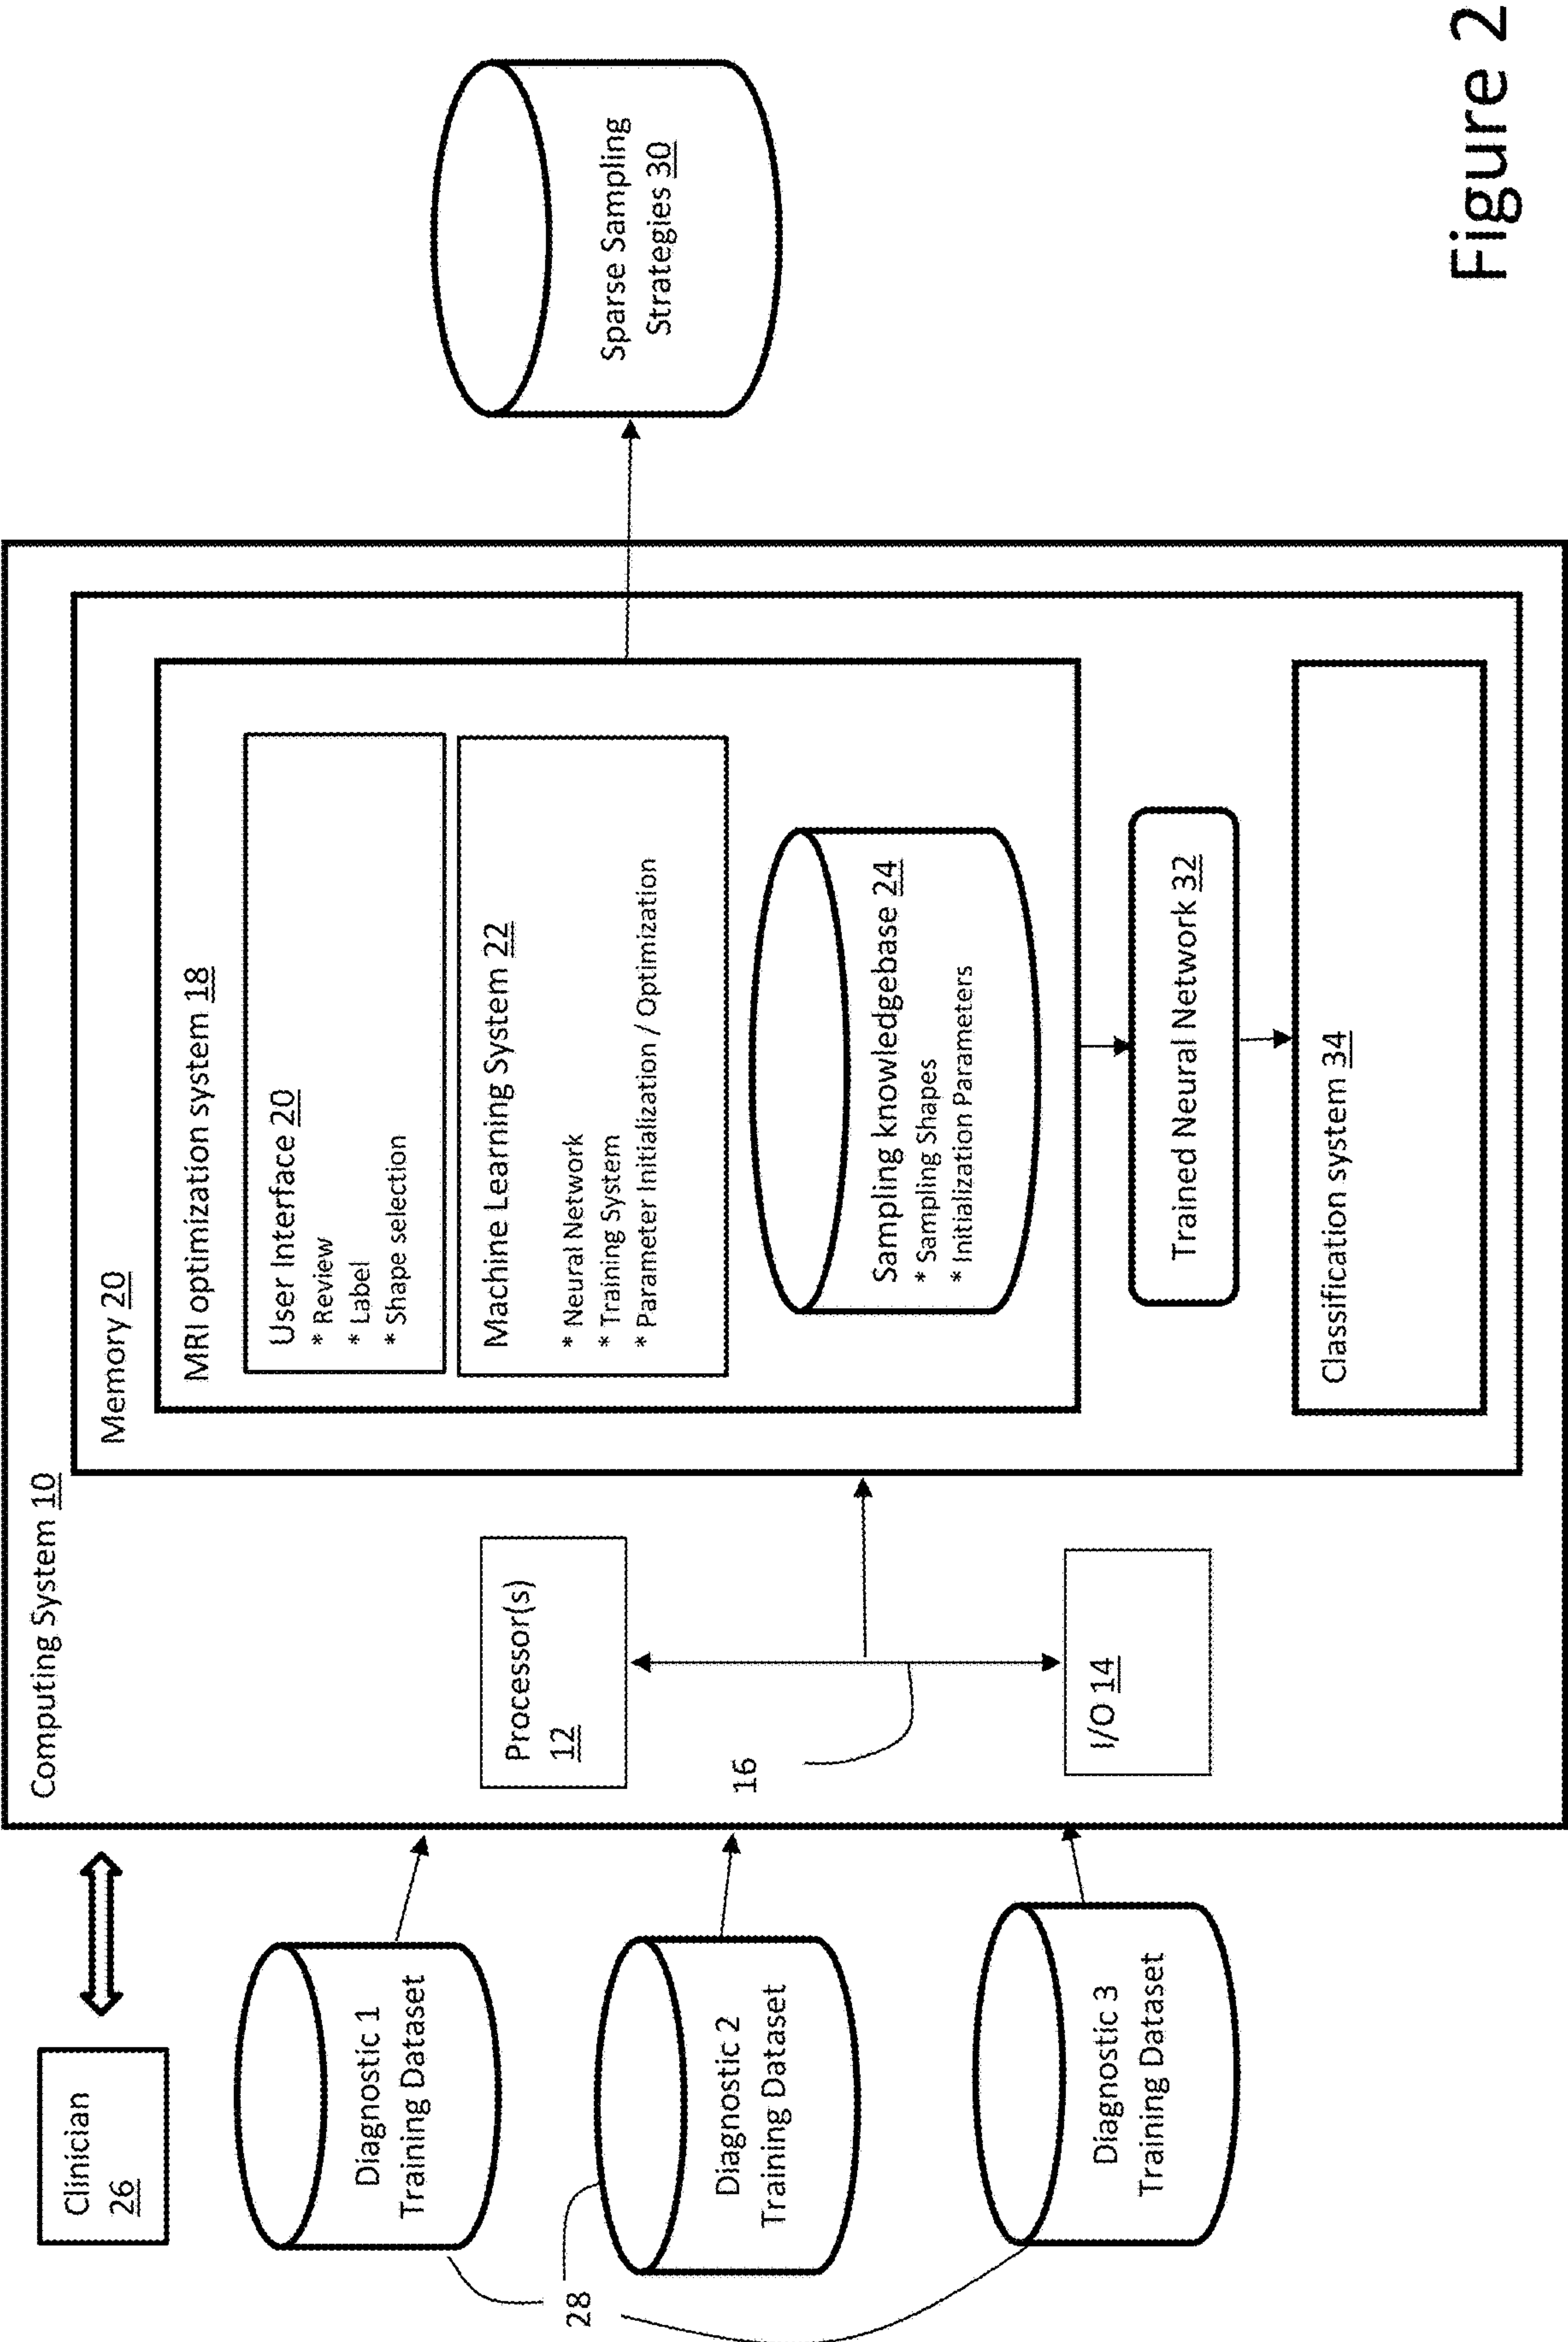 Clinician
26
Computing System 10
Memory 20
MRI optimization system 18
User Interface 20
* Review
* Label
* Shape selection
Machine Learning System 22
* Neural Network
* Training System
* Parameter Initialization / Optimization
Sampling knowledgebase 24
* Sampling Shapes
* Initialization Parameters
Trained Neural Network 32
Classification system 34
Processor(s)
12
16
I/O 14
Diagnostic 1
Training Dataset
Diagnostic 2
Training Dataset
Diagnostic 3
Training Dataset
28
Sparse Sampling
Strategies 30
Figure 2